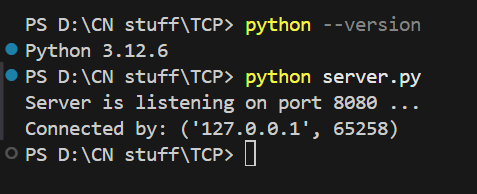 PS D:\CN stuff\TCP> python --version
Python 3.12.6
PS D:\CN stuff\TCP> python server.py
Server is listening on port 8080 ...
Connected by: ('127.0.0.1', 65258)
PS D:\CN stuff\TCP>